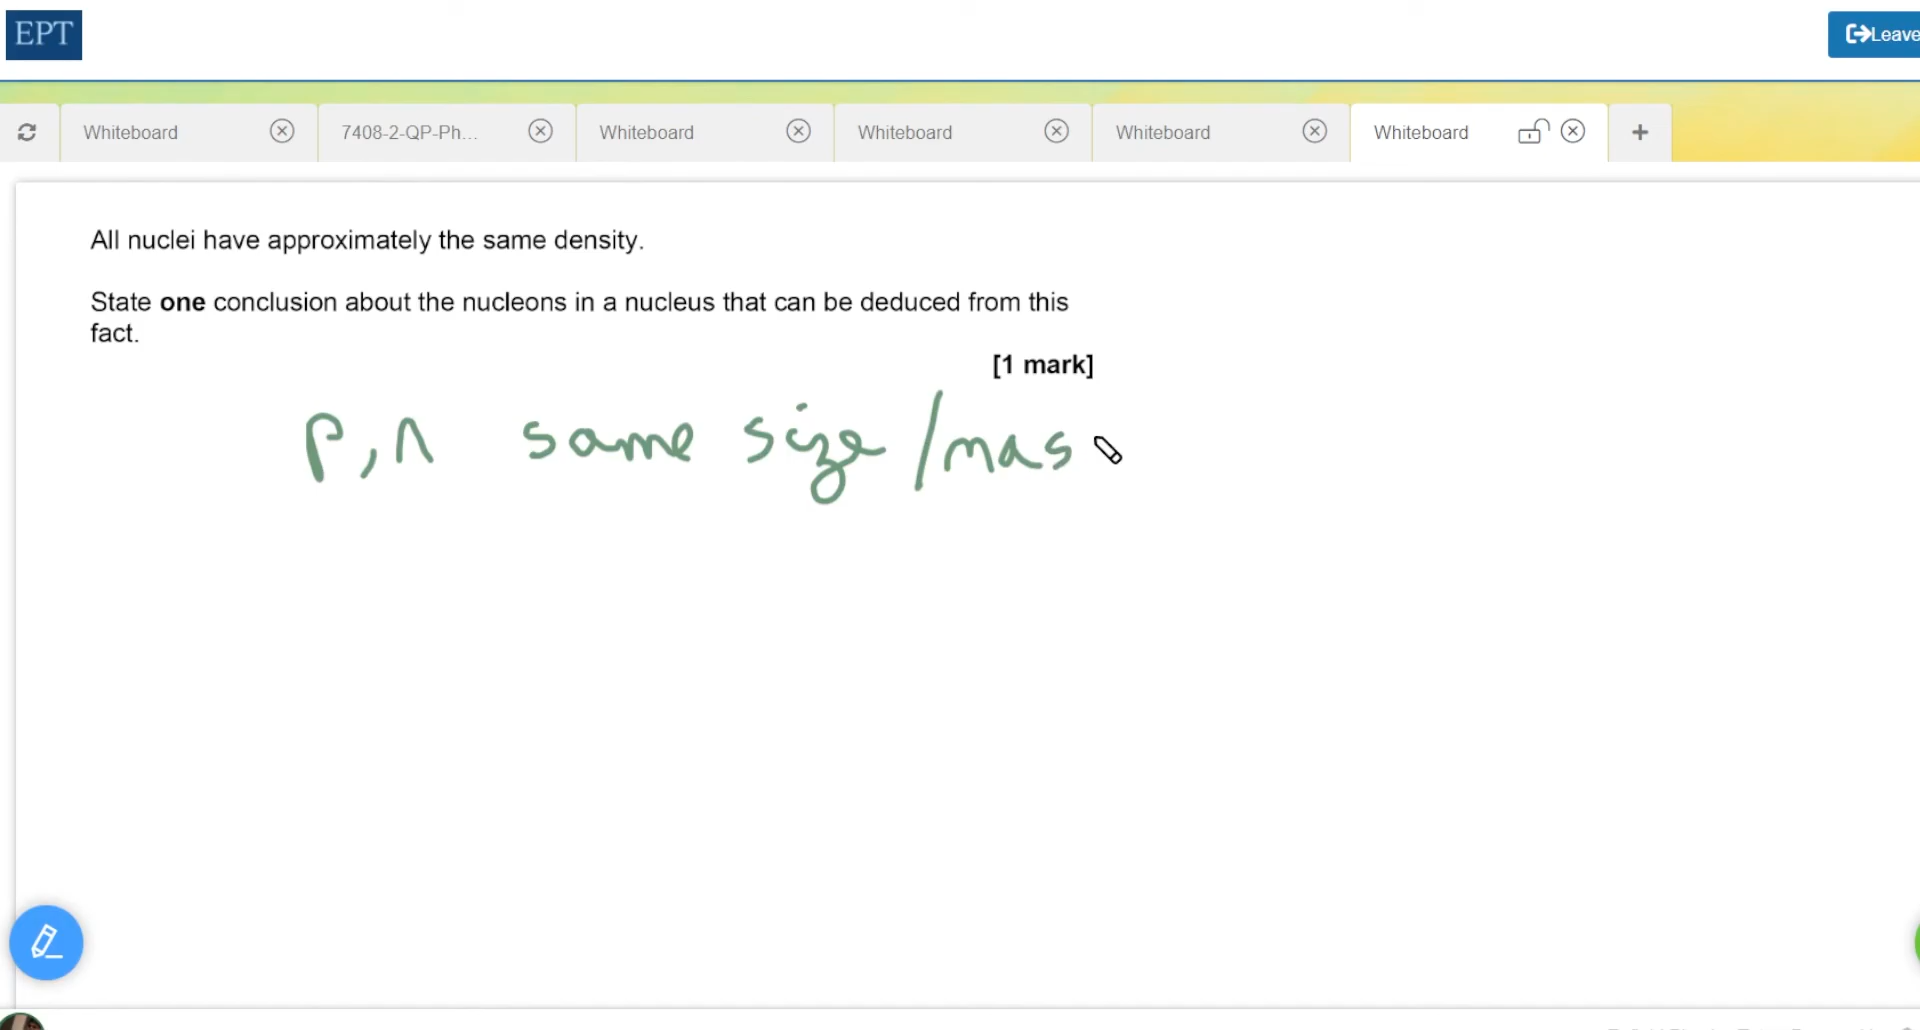 EPT
Leave
Whiteboard 7408-2-QP-Ph... Whiteboard Whiteboard Whiteboard Whiteboard +
All nuclei have approximately the same density.
State one conclusion about the nucleons in a nucleus that can be deduced from this
fact.
[1 mark]
p, n same size / mas